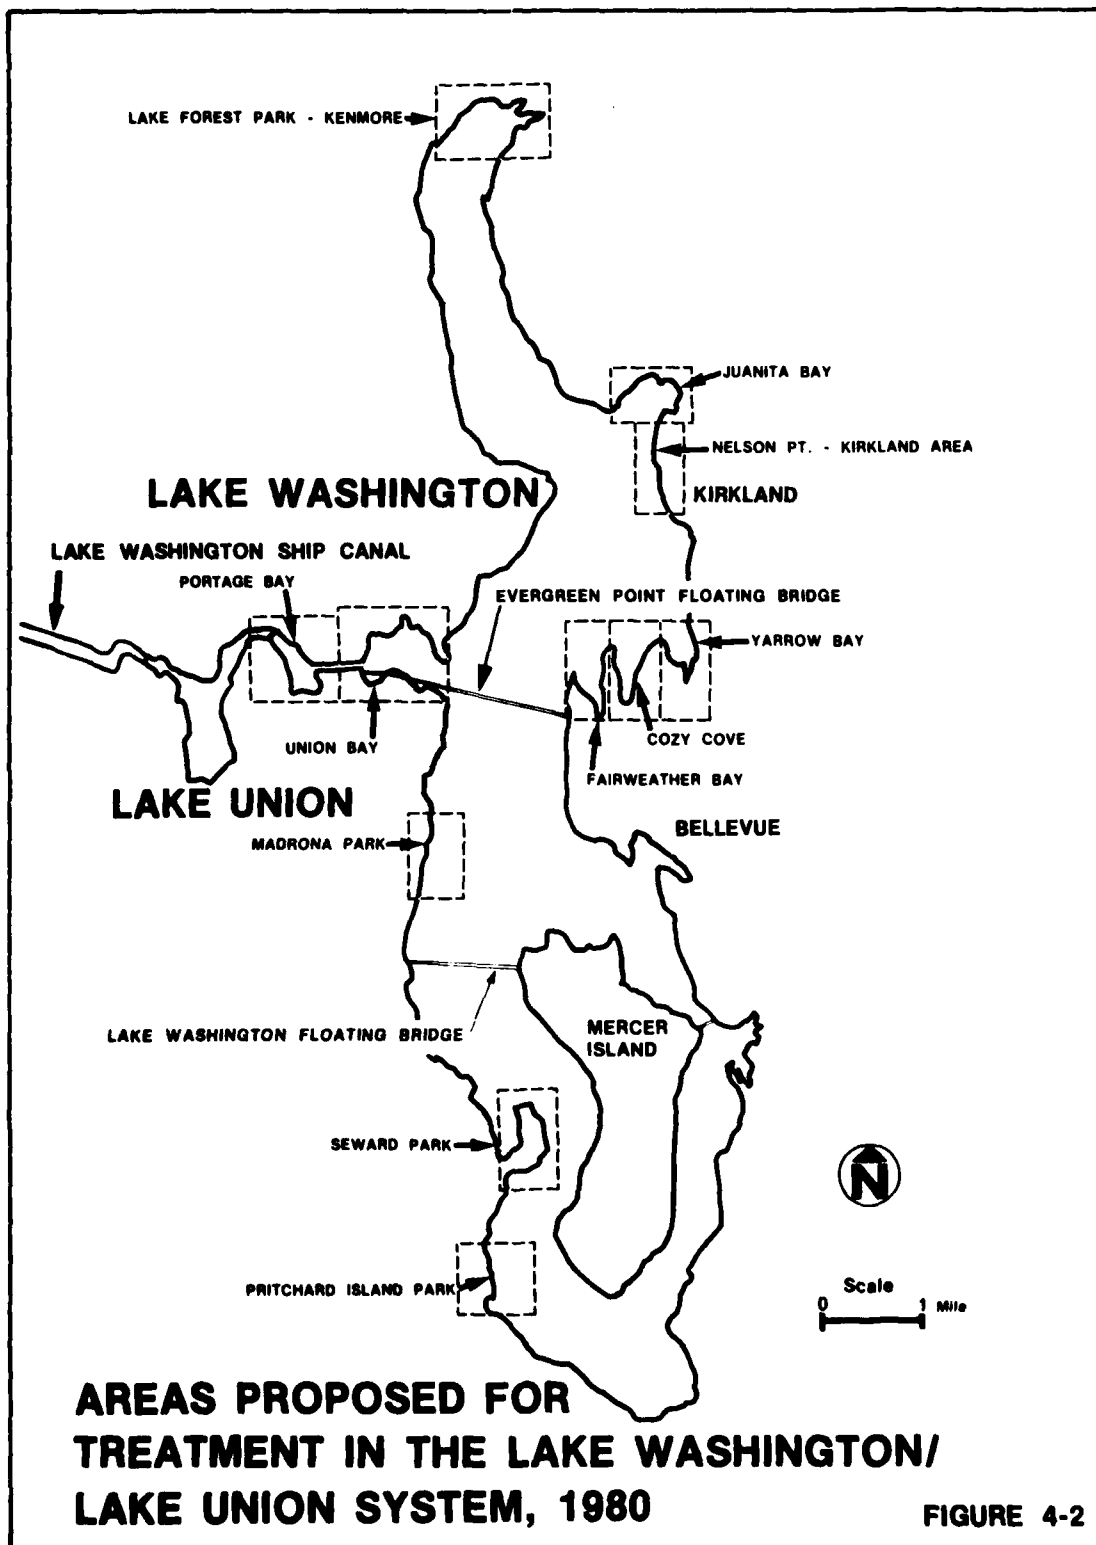 LAKE FOREST PARK - KENMORE
JUANITA BAY
NELSON PT. - KIRKLAND AREA
LAKE WASHINGTON
KIRKLAND
LAKE WASHINGTON SHIP CANAL
PORTAGE BAY
EVERGREEN POINT FLOATING BRIDGE
YARROW BAY
UNION BAY
COZY COVE
FAIRWEATHER BAY
LAKE UNION
BELLEVUE
MADRONA PARK
LAKE WASHINGTON FLOATING BRIDGE
MERCER
ISLAND
SEWARD PARK
N
PRITCHARD ISLAND PARK
Scale
0 1 Mile
AREAS PROPOSED FOR
TREATMENT IN THE LAKE WASHINGTON/
LAKE UNION SYSTEM, 1980
FIGURE 4-2